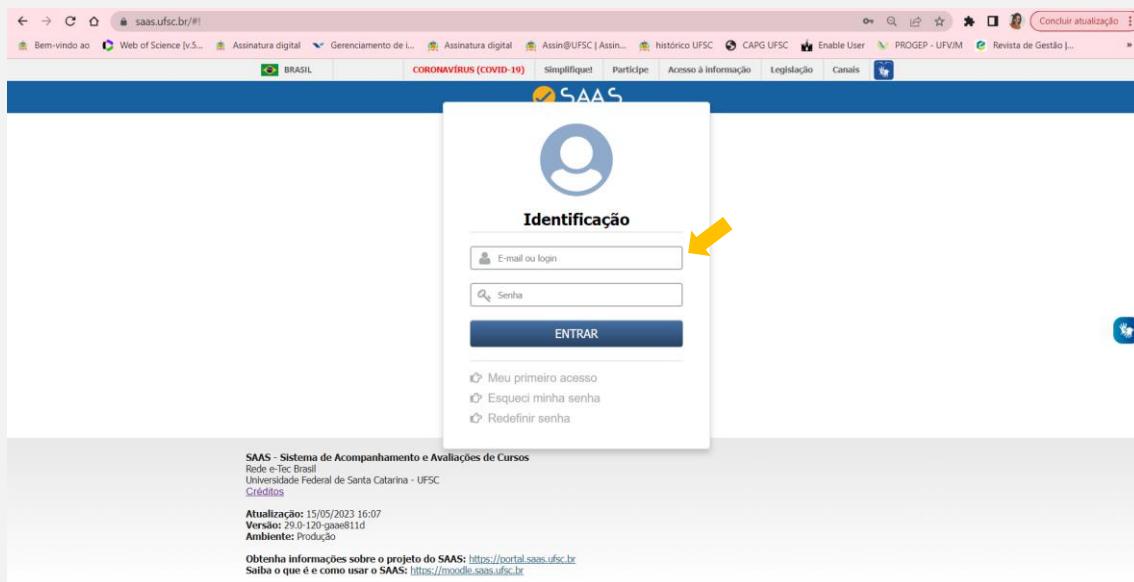 saas.ufsc.br/#!
Concluir atualização
Bem-vindo ao Web of Science [v.5... Assinatura digital Gerenciamento de i... Assinatura digital Assin@UFSC | Assin... histórico UFSC CAPG UFSC Enable User PROGEP - UFVJM Revista de Gestão |... »
BRASIL CORONAVÍRUS (COVID-19) Simplifique! Participe Acesso à informação Legislação Canais
SAAS
Identificação
E-mail ou login
Senha
ENTRAR
Meu primeiro acesso
Esqueci minha senha
Redefinir senha
SAAS - Sistema de Acompanhamento e Avaliações de Cursos
Rede e-Tec Brasil
Universidade Federal de Santa Catarina - UFSC
Créditos
Atualização: 15/05/2023 16:07
Versão: 29.0-120-gaae811d
Ambiente: Produção
Obtenha informações sobre o projeto do SAAS: https://portal.saas.ufsc.br
Saiba o que é e como usar o SAAS: https://moodle.saas.ufsc.br